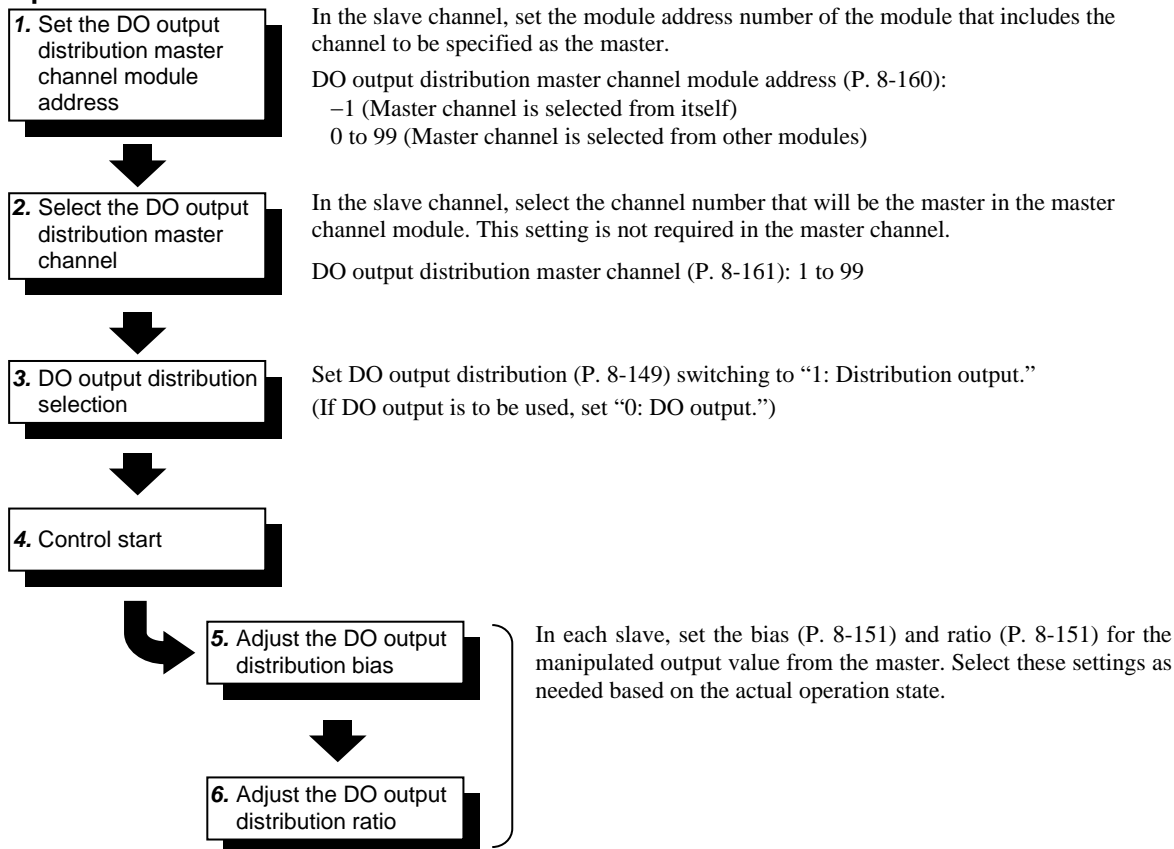 1. Set the DO output
distribution master
channel module
address
In the slave channel, set the module address number of the module that includes the
channel to be specified as the master.
DO output distribution master channel module address (P. 8-160):
−1 (Master channel is selected from itself)
0 to 99 (Master channel is selected from other modules)
2. Select the DO output
distribution master
channel
In the slave channel, select the channel number that will be the master in the master
channel module. This setting is not required in the master channel.
DO output distribution master channel (P. 8-161): 1 to 99
3. DO output distribution
selection
Set DO output distribution (P. 8-149) switching to “1: Distribution output.”
(If DO output is to be used, set “0: DO output.”)
4. Control start
5. Adjust the DO output
distribution bias
In each slave, set the bias (P. 8-151) and ratio (P. 8-151) for the
manipulated output value from the master. Select these settings as
needed based on the actual operation state.
6. Adjust the DO output
distribution ratio